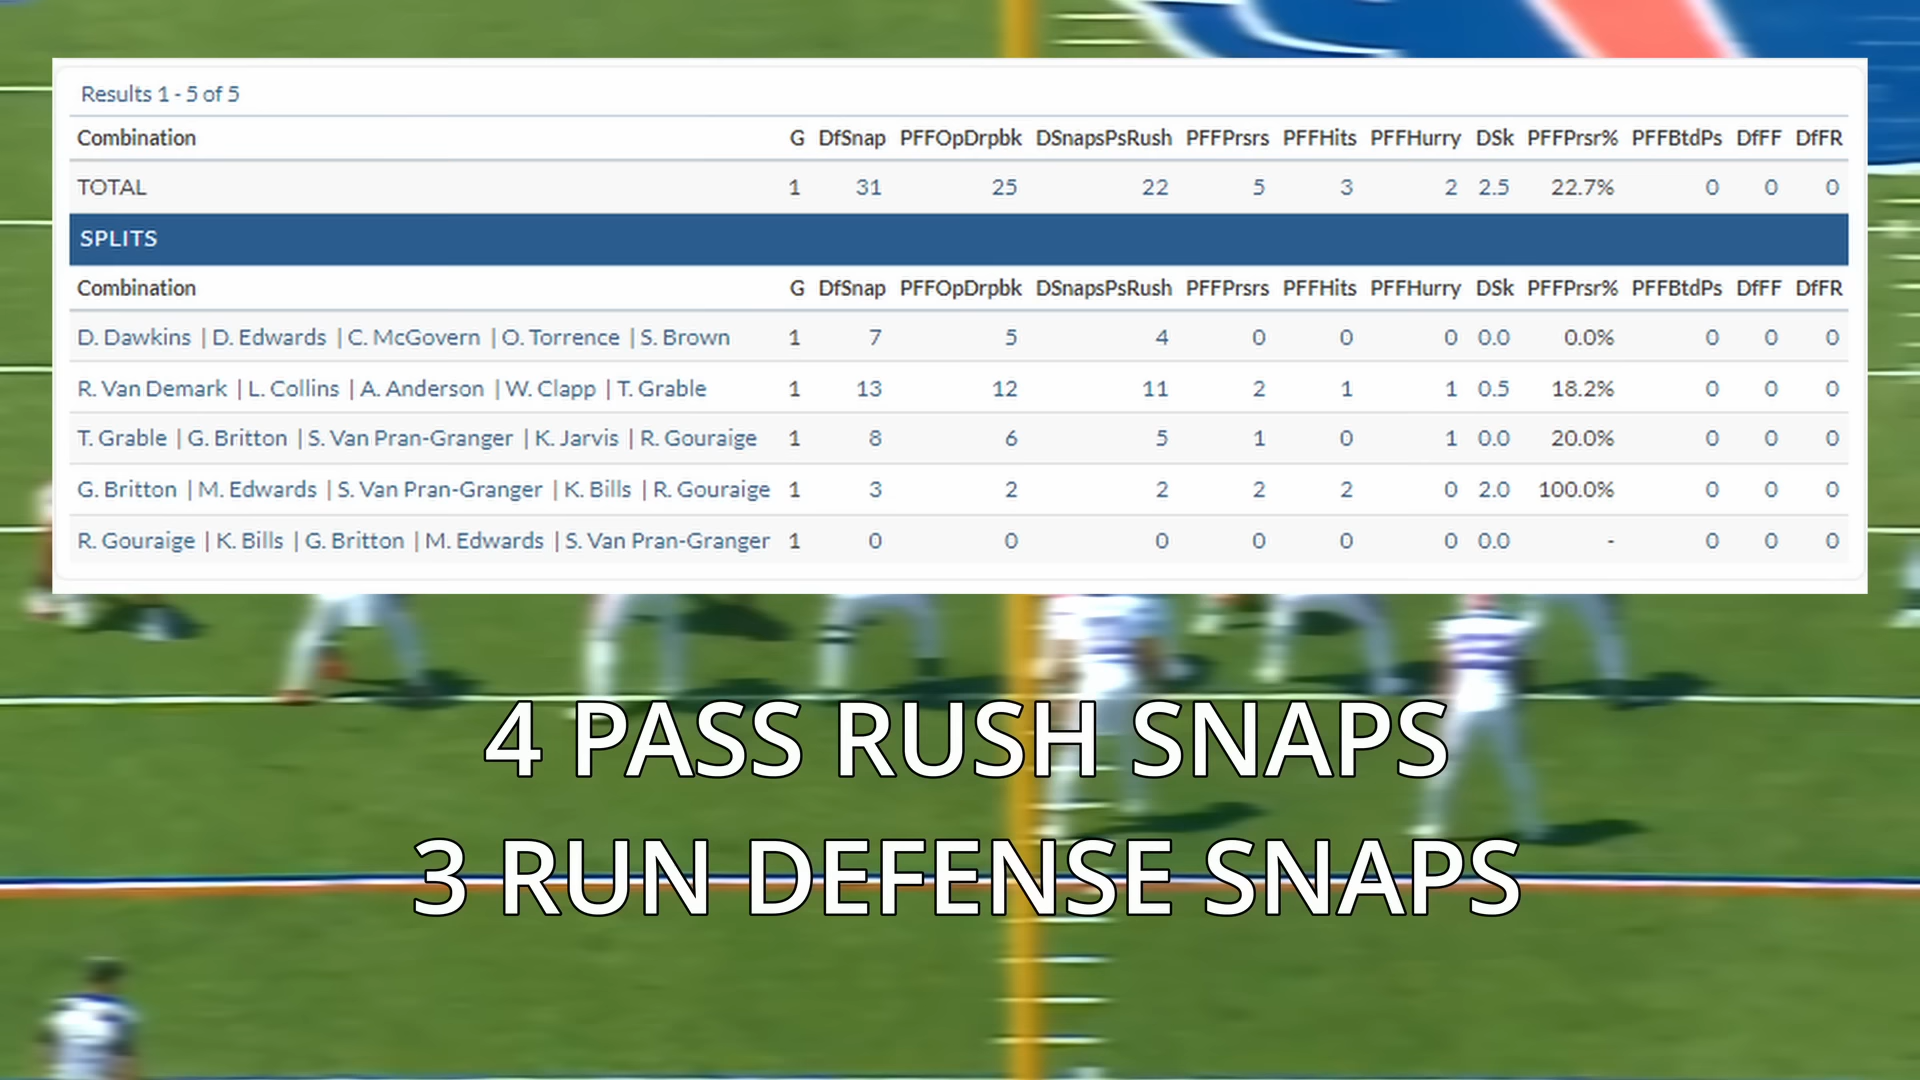 Results 1 - 5 of 5
Combination G DfSnap PFFOpDrpbk DSnapsPsRush PFFPrsrs PFFHits PFFHurry DSk PFFPrsr% PFFBtdPs DfFF DfFR
TOTAL 1 31 25 22 5 3 2 2.5 22.7% 0 0 0
SPLITS
Combination G DfSnap PFFOpDrpbk DSnapsPsRush PFFPrsrs PFFHits PFFHurry DSk PFFPrsr% PFFBtdPs DfFF DfFR
D. Dawkins | D. Edwards | C. McGovern | O. Torrence | S. Brown 1 7 5 4 0 0 0 0.0 0.0% 0 0 0
R. Van Demark | L. Collins | A. Anderson | W. Clapp | T. Grable 1 13 12 11 2 1 1 0.5 18.2% 0 0 0
T. Grable | G. Britton | S. Van Pran-Granger | K. Jarvis | R. Gouraige 1 8 6 5 1 0 1 0.0 20.0% 0 0 0
G. Britton | M. Edwards | S. Van Pran-Granger | K. Bills | R. Gouraige 1 3 2 2 2 2 0 2.0 100.0% 0 0 0
R. Gouraige | K. Bills | G. Britton | M. Edwards | S. Van Pran-Granger 1 0 0 0 0 0 0 0.0 - 0 0 0
4 PASS RUSH SNAPS
3 RUN DEFENSE SNAPS